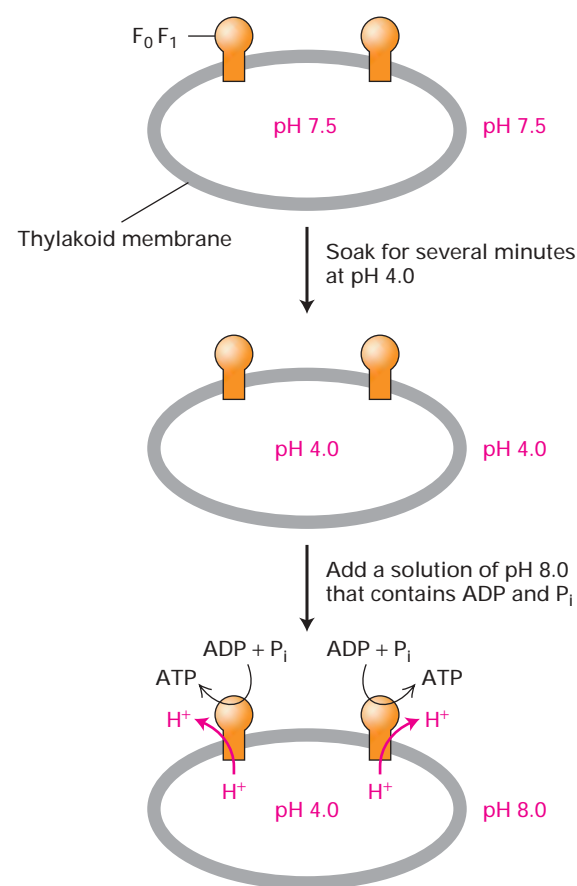 F₀ F₁
pH 7.5
pH 7.5
Thylakoid membrane
Soak for several minutes
at pH 4.0
pH 4.0
pH 4.0
Add a solution of pH 8.0
that contains ADP and Pᵢ
ADP + Pᵢ
ADP + Pᵢ
ATP
ATP
H⁺
H⁺
H⁺
H⁺
pH 4.0
pH 8.0